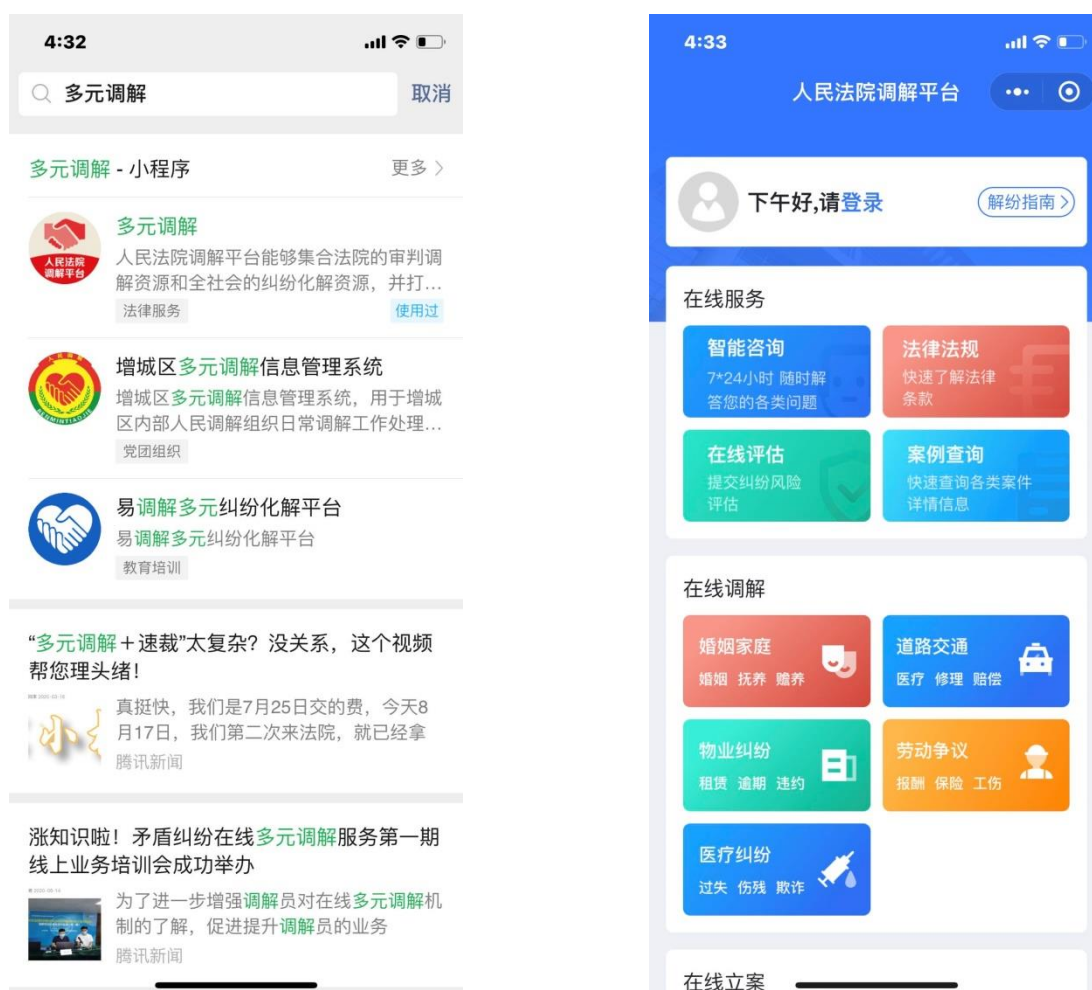 4:32
多元调解
取消
多元调解 - 小程序
更多
人民法院
调解平台
多元调解
人民法院调解平台能够集合法院的审判调
解资源和全社会的纠纷化解资源，并打...
法律服务
使用过
增城区多元调解信息管理系统
增城区多元调解信息管理系统，用于增城
区内部人民调解组织日常调解工作处理...
党团组织
易调解多元纠纷化解平台
易调解多元纠纷化解平台
教育培训
“多元调解＋速裁”太复杂？没关系，这个视频
帮您理头绪！
真挺快，我们是7月25日交的费，今天8
月17日，我们第二次来法院，就已经拿
腾讯新闻
涨知识啦！矛盾纠纷在线多元调解服务第一期
线上业务培训会成功举办
为了进一步增强调解员对在线多元调解机
制的了解，促进提升调解员的业务
腾讯新闻
4:33
人民法院调解平台
下午好,请登录
解纷指南
在线服务
智能咨询
7*24小时 随时解
答您的各类问题
法律法规
快速了解法律
条款
在线评估
提交纠纷风险
评估
案例查询
快速查询各类案件
详情信息
在线调解
婚姻家庭
婚姻 抚养 赡养
道路交通
医疗 修理 赔偿
物业纠纷
租赁 逾期 违约
劳动争议
报酬 保险 工伤
医疗纠纷
过失 伤残 欺诈
在线立案